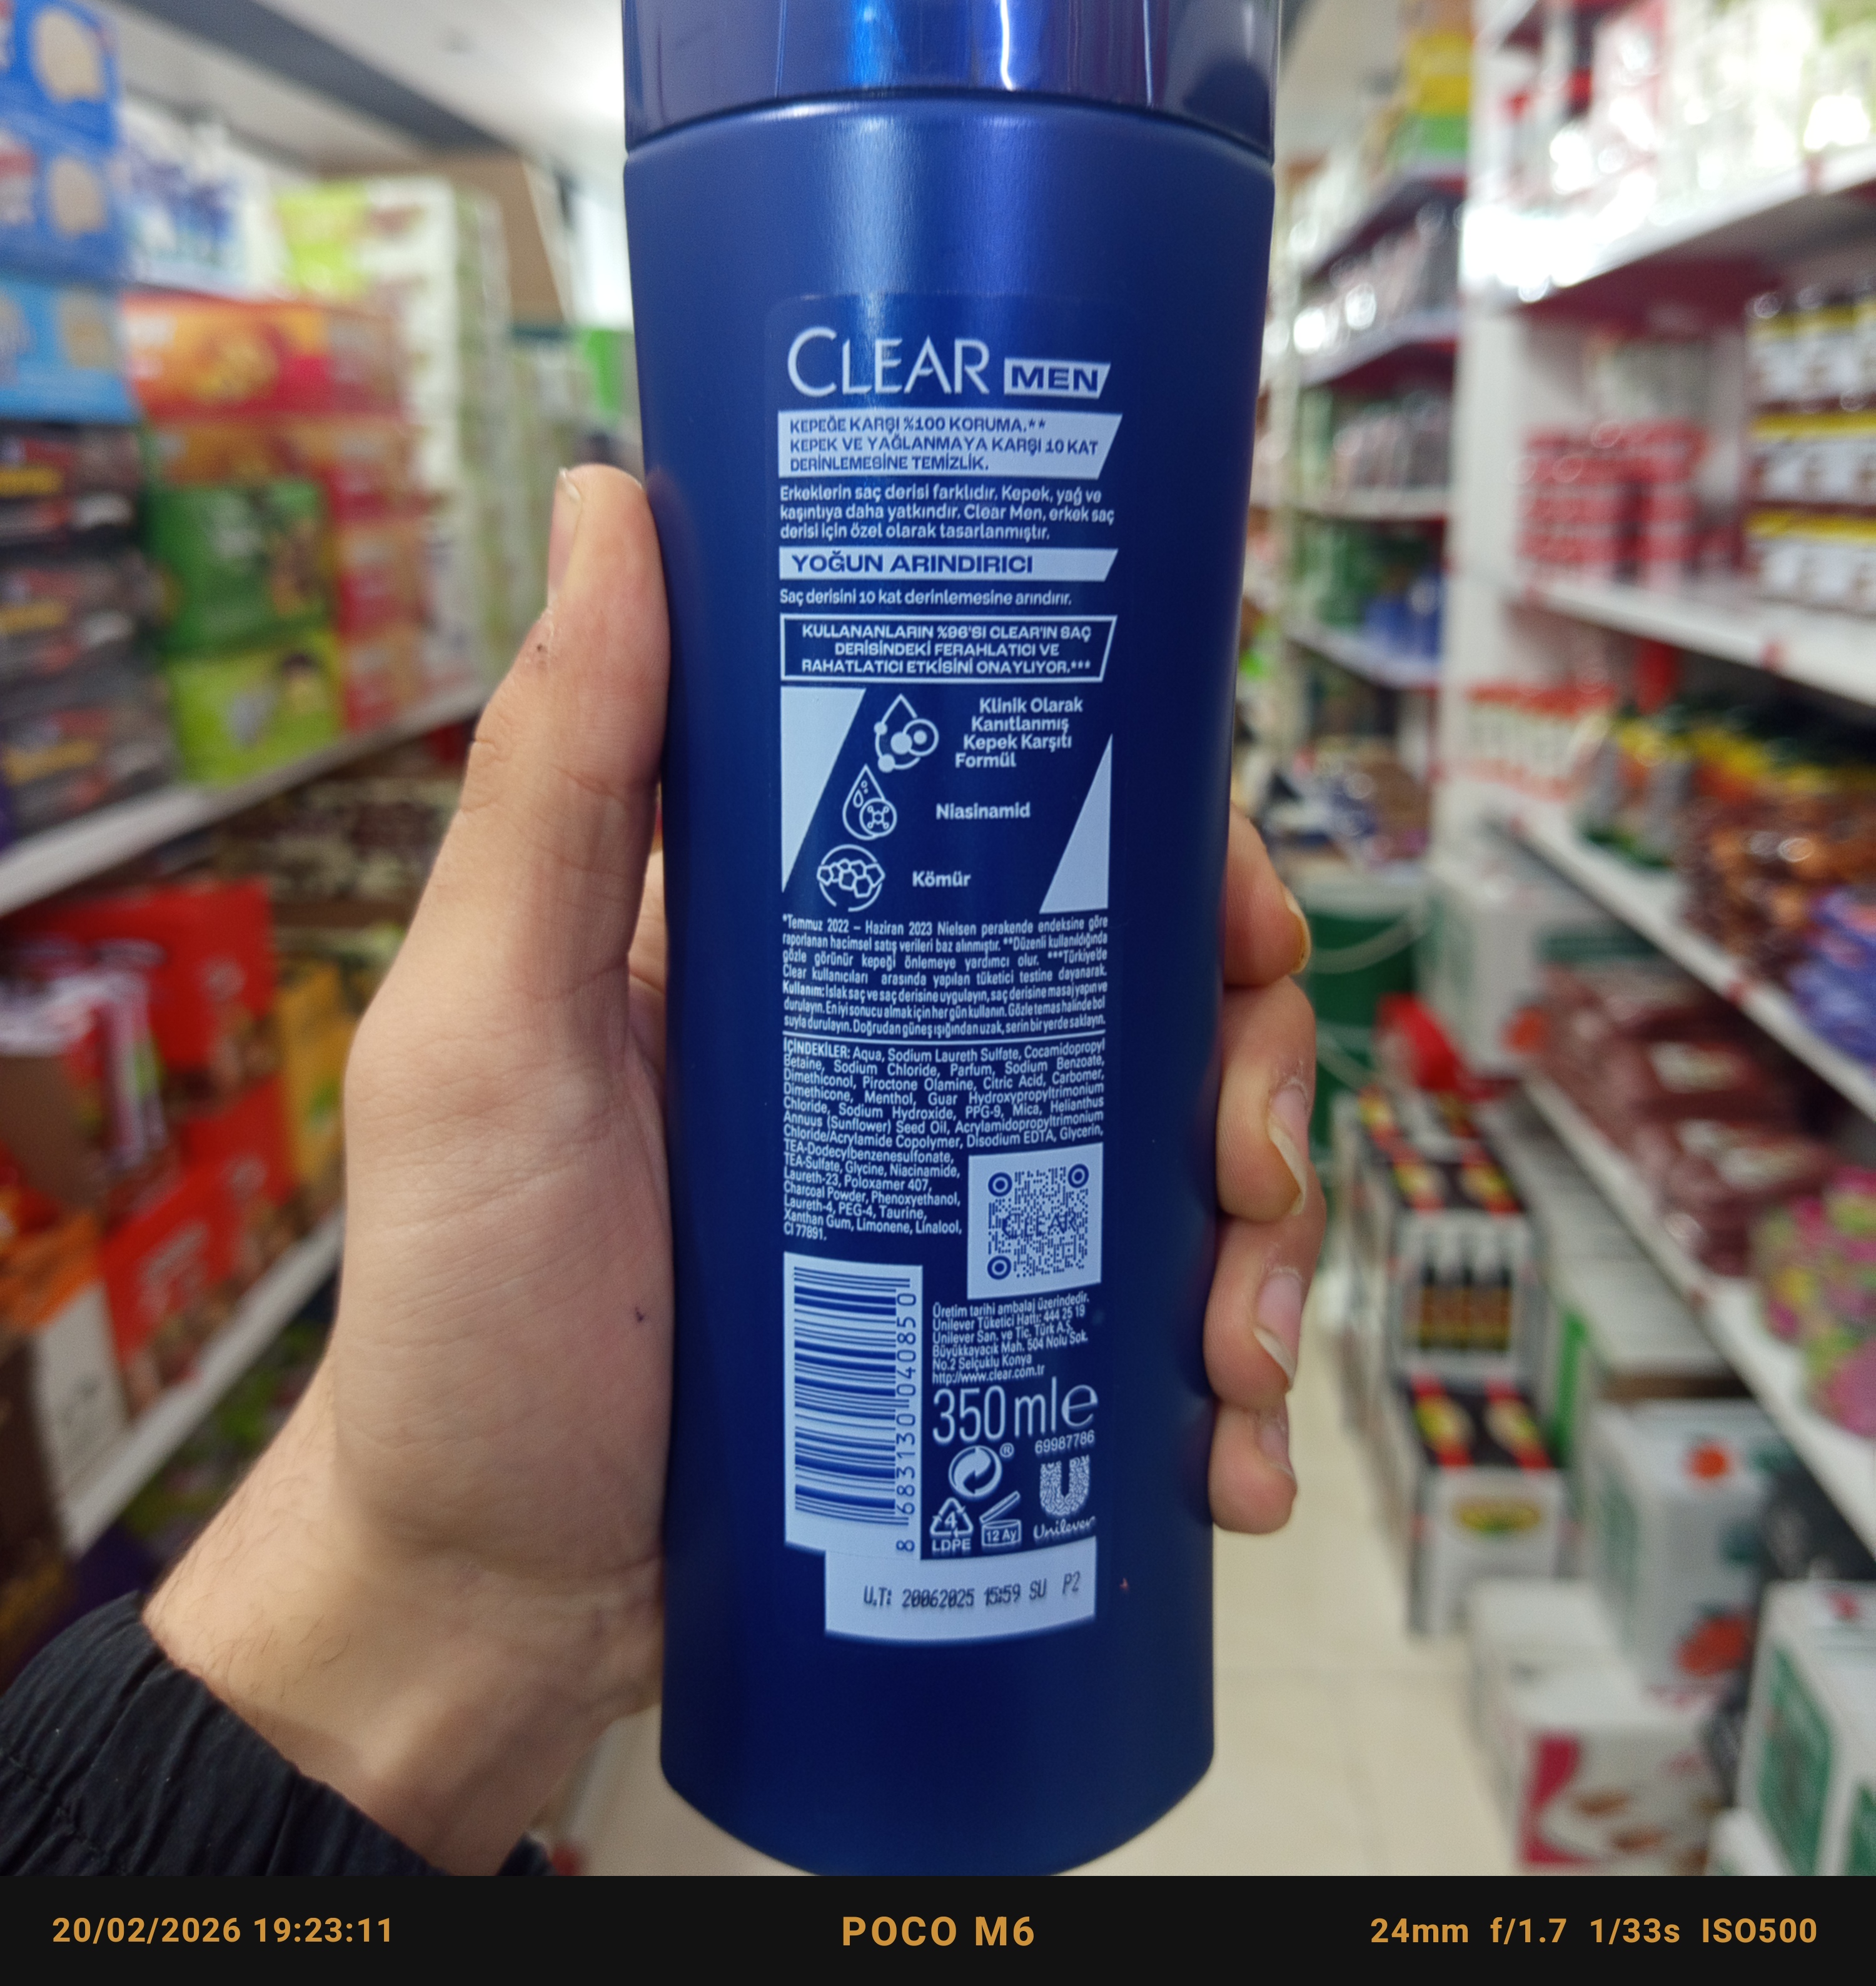 CLEAR MEN
KEPEĞE KARŞI %100 KORUMA.**
KEPEK VE YAĞLANMAYA KARŞI 10 KAT
DERİNLEMESİNE TEMİZLİK.
Erkeklerin saç derisi farklıdır. Kepek, yağ ve
kaşıntıya daha yatkındır. Clear Men, erkek saç
derisi için özel olarak tasarlanmıştır.
YOĞUN ARINDIRICI
Saç derisini 10 kat derinlemesine arındırır.
KULLANANLARIN %96'SI CLEAR'IN SAÇ
DERİSİNDEKİ FERAHLATICI VE
RAHATLATICI ETKİSİNİ ONAYLIYOR.***
Klinik Olarak
Kanıtlanmış
Kepek Karşıtı
Formül
Niasinamid
Kömür
*Temmuz 2022 – Haziran 2023 Nielsen perakende endeksine göre
raporlanan hacimsel satış verileri baz alınmıştır. **Düzenli kullanıldığında
gözle görünür kepeği önlemeye yardımcı olur. ***Türkiye'de
Clear kullanıcıları arasında yapılan tüketici testine dayanarak.
Kullanım: Islak saç ve saç derisine uygulayın, saç derisine masaj yapın ve
durulayın. En iyi sonucu almak için her gün kullanın. Gözle temas halinde bol
suyla durulayın. Doğrudan güneş ışığından uzak, serin bir yerde saklayın.
İÇİNDEKİLER: Aqua, Sodium Laureth Sulfate, Cocamidopropyl
Betaine, Sodium Chloride, Parfum, Sodium Benzoate,
Dimethiconol, Piroctone Olamine, Citric Acid, Carbomer,
Dimethicone, Menthol, Guar Hydroxypropyltrimonium
Chloride, Sodium Hydroxide, PPG-9, Mica, Helianthus
Annuus (Sunflower) Seed Oil, Acrylamidopropyltrimonium
Chloride/Acrylamide Copolymer, Disodium EDTA, Glycerin,
TEA-Dodecylbenzenesulfonate,
TEA-Sulfate, Glycine, Niacinamide,
Laureth-23, Poloxamer 407,
Charcoal Powder, Phenoxyethanol,
Laureth-4, PEG-4, Taurine,
Xanthan Gum, Limonene, Linalool,
CI 77891.
CLEAR
8 683130 040850
Üretim tarihi ambalaj üzerindedir.
Unilever Tüketici Hattı: 444 25 19
Unilever San. ve Tic. Türk A.Ş.
Büyükkayacık Mah. 504 Nolu Sok.
No.2 Selçuklu Konya
http://www.clear.com.tr
350 ml e
69987786
®
4
LDPE
12 Ay
Unilever
U.T: 20062025 15:59 SU P2
20/02/2026 19:23:11
POCO M6
24mm f/1.7 1/33s ISO500